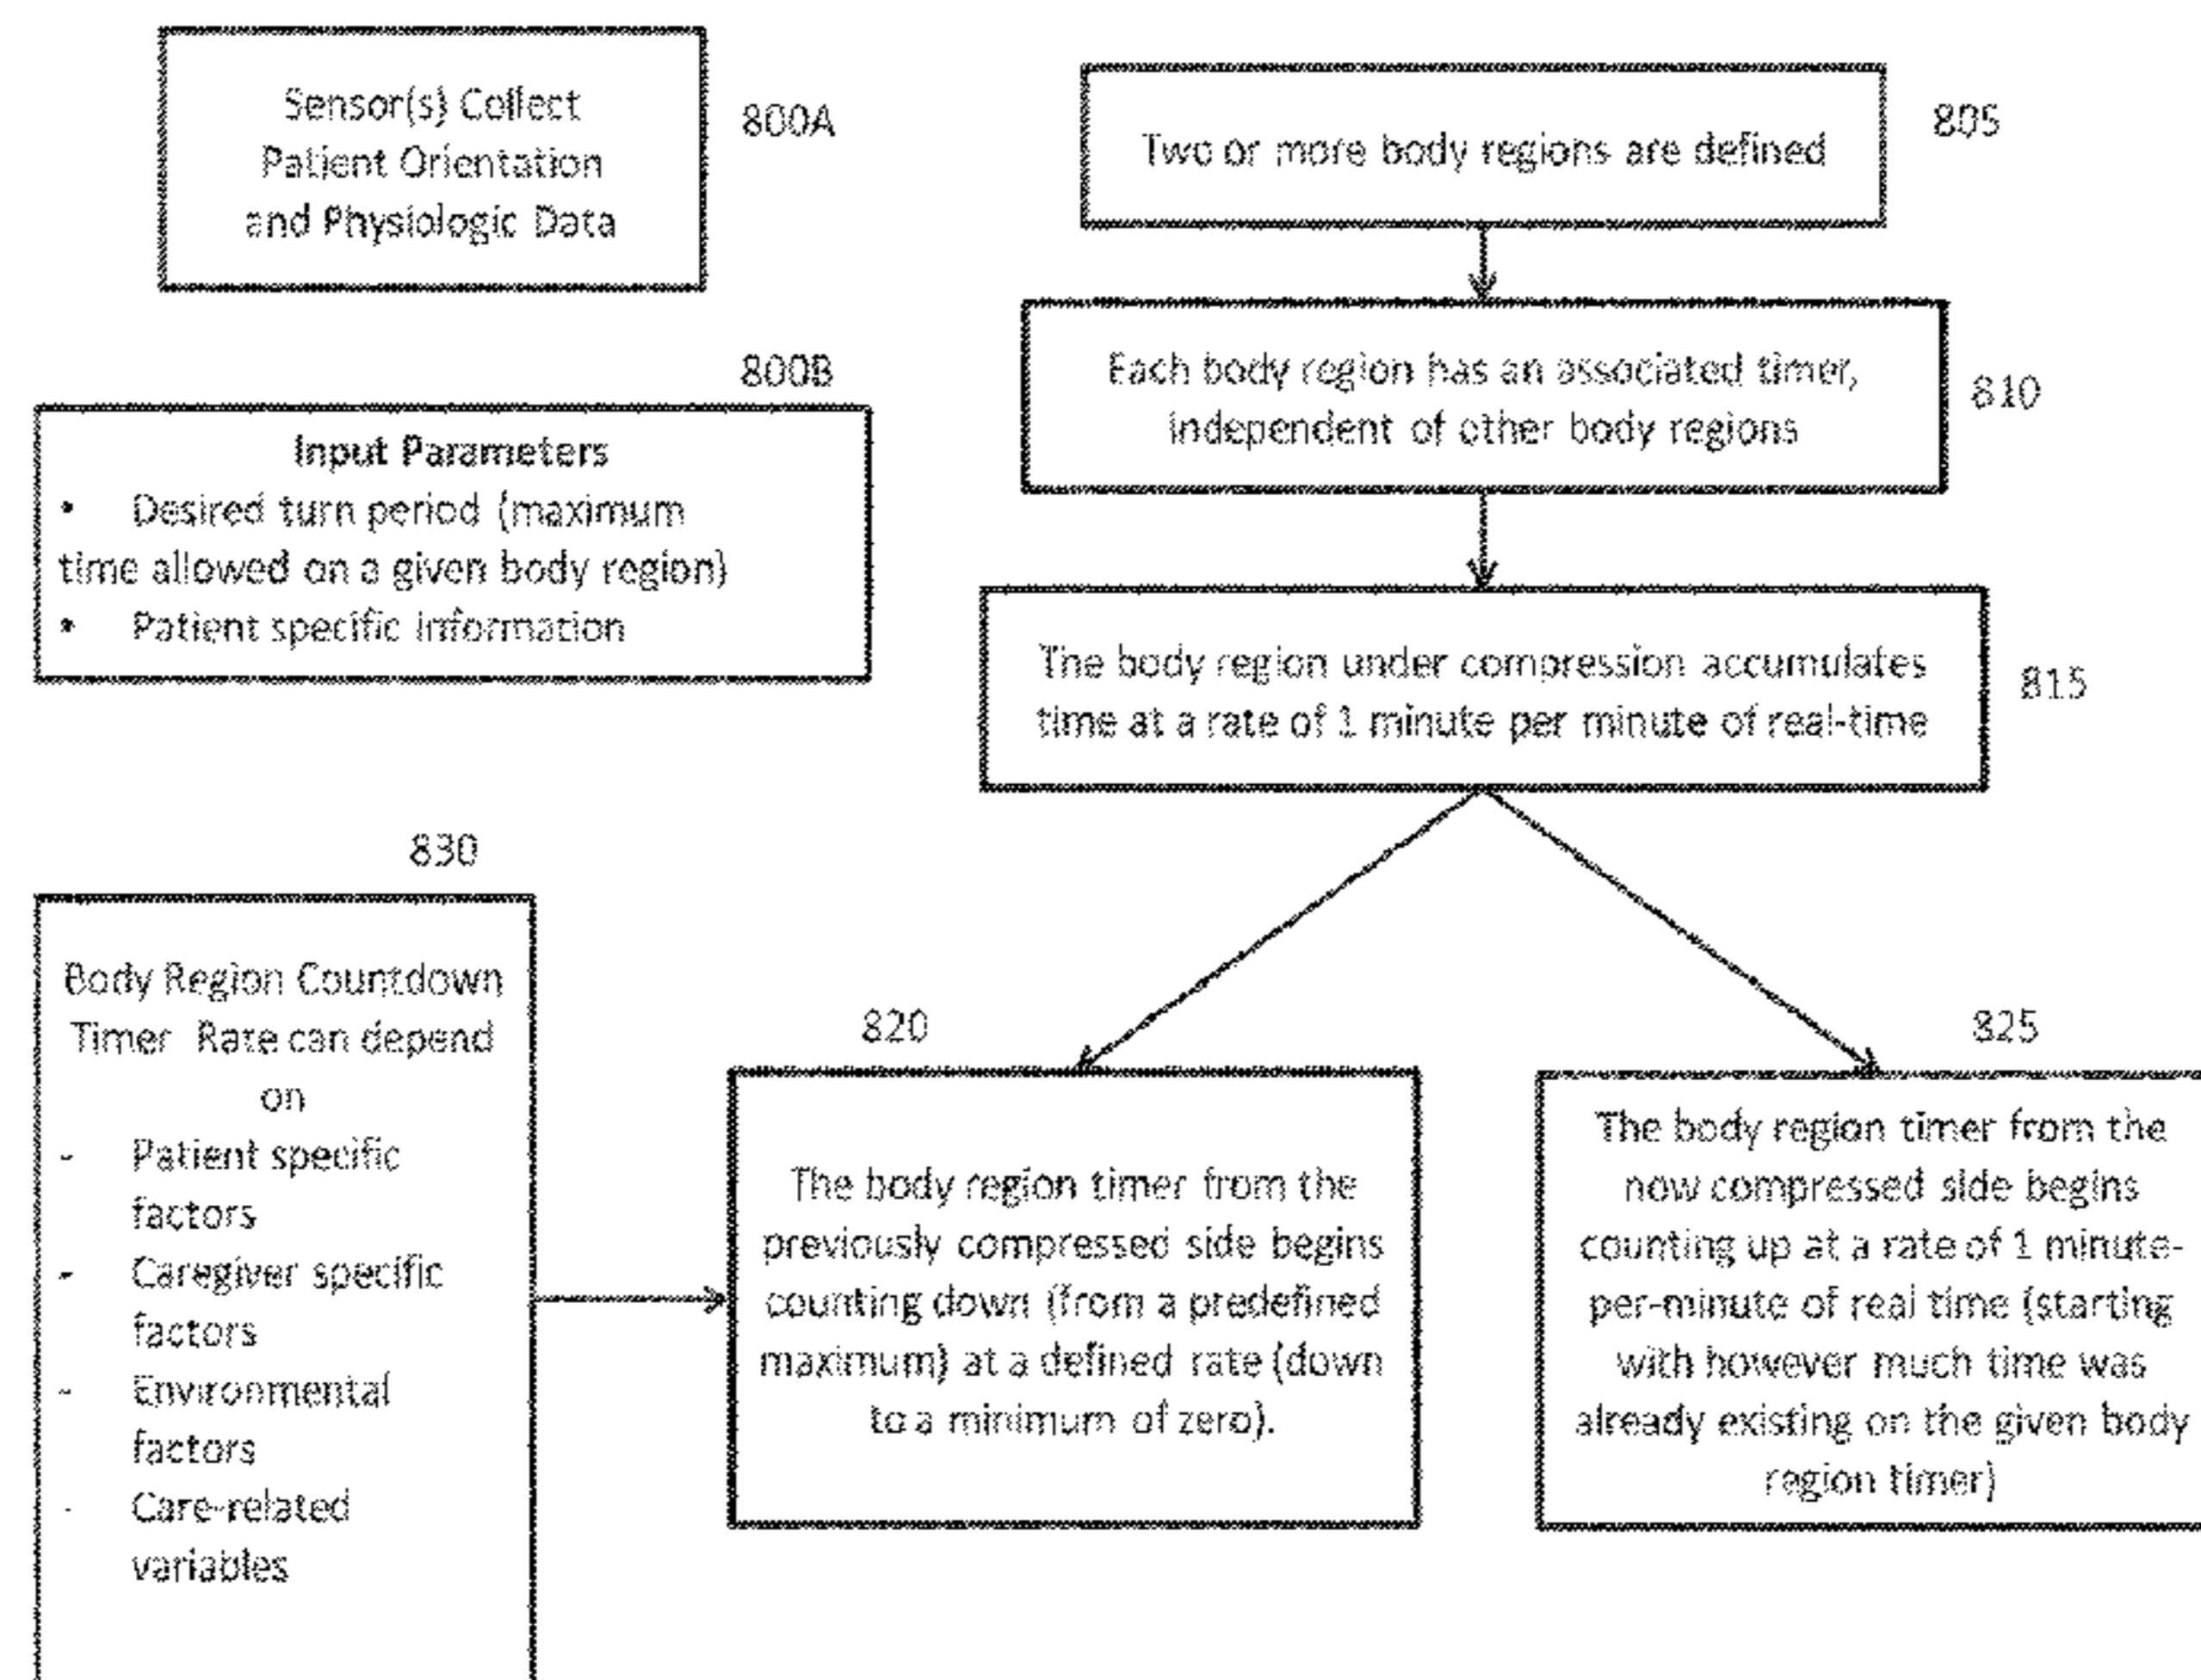 Sensor(s) Collect
Patient Orientation
and Physiologic Data
800A
800B
Input Parameters
• Desired turn period (maximum
time allowed on a given body region)
• Patient specific information
Two or more body regions are defined
805
Each body region has an associated timer,
independent of other body regions
810
The body region under compression accumulates
time at a rate of 1 minute per minute of real-time
815
830
Body Region Countdown
Timer Rate can depend
on
- Patient specific
factors
- Caregiver specific
factors
- Environmental
factors
- Care-related
variables
820
The body region timer from the
previously compressed side begins
counting down (from a predefined
maximum) at a defined rate (down
to a minimum of zero).
825
The body region timer from the
now compressed side begins
counting up at a rate of 1 minute-
per-minute of real time (starting
with however much time was
already existing on the given body
region timer)